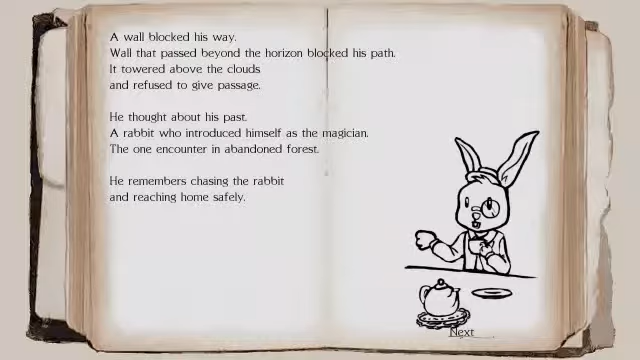 A wall blocked his way.
Wall that passed beyond the horizon blocked his path.
It towered above the clouds
and refused to give passage.
He thought about his past.
A rabbit who introduced himself as the magician.
The one encounter in abandoned forest.
He remembers chasing the rabbit
and reaching home safely.
Next